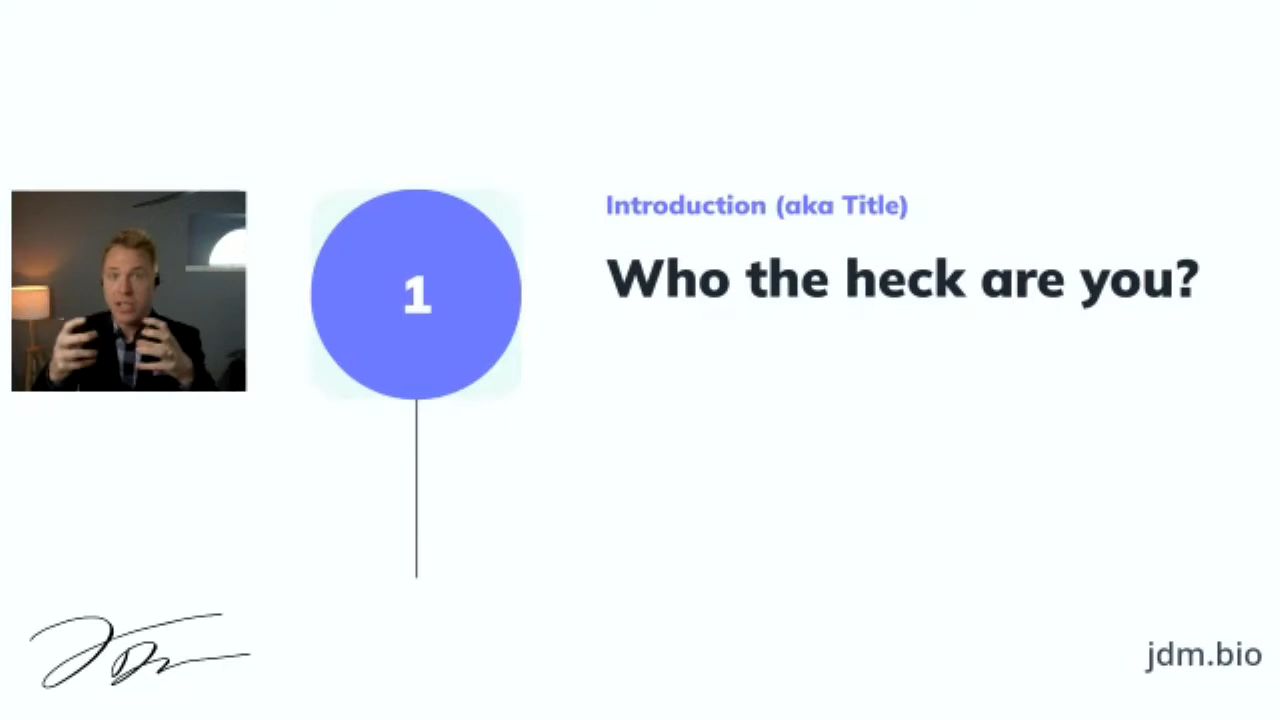 1
Introduction (aka Title)
Who the heck are you?
jdm.bio